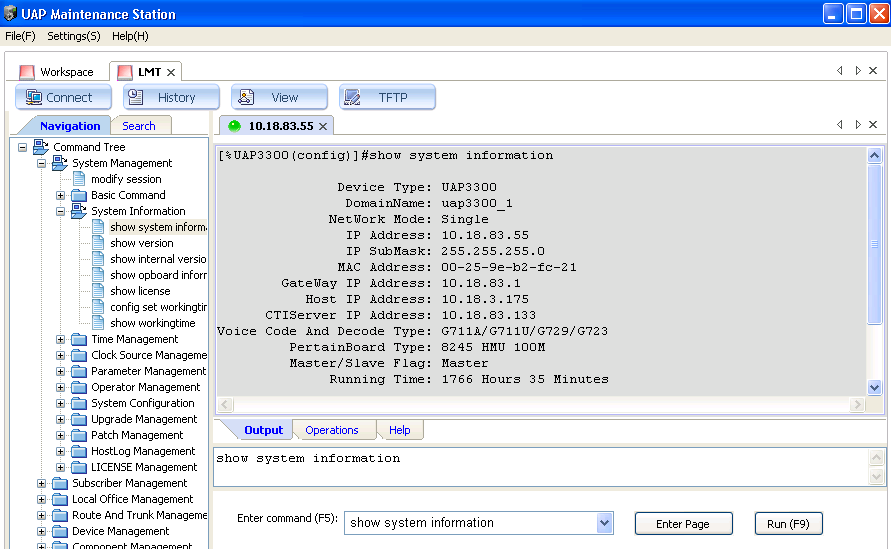 UAP Maintenance Station
File(F) Settings(S) Help(H)
Workspace LMT
Connect History View TFTP
Navigation Search
10.18.83.55
Command Tree
System Management
modify session
Basic Command
System Information
show system inform
show version
show internal versio
show opboard infor
show license
config set workingtin
show workingtime
Time Management
Clock Source Manageme
Parameter Management
Operator Management
System Configuration
Upgrade Management
Patch Management
HostLog Management
LICENSE Management
Subscriber Management
Local Office Management
Route And Trunk Manageme
Device Management
Component Management
[%UAP3300(config)]#show system information
Device Type: UAP3300
DomainName: uap3300_1
NetWork Mode: Single
IP Address: 10.18.83.55
IP SubMask: 255.255.255.0
MAC Address: 00-25-9e-b2-fc-21
GateWay IP Address: 10.18.83.1
Host IP Address: 10.18.3.175
CTIServer IP Address: 10.18.83.133
Voice Code And Decode Type: G711A/G711U/G729/G723
PertainBoard Type: 8245 HMU 100M
Master/Slave Flag: Master
Running Time: 1766 Hours 35 Minutes
Output Operations Help
show system information
Enter command (F5): show system information Enter Page Run (F9)